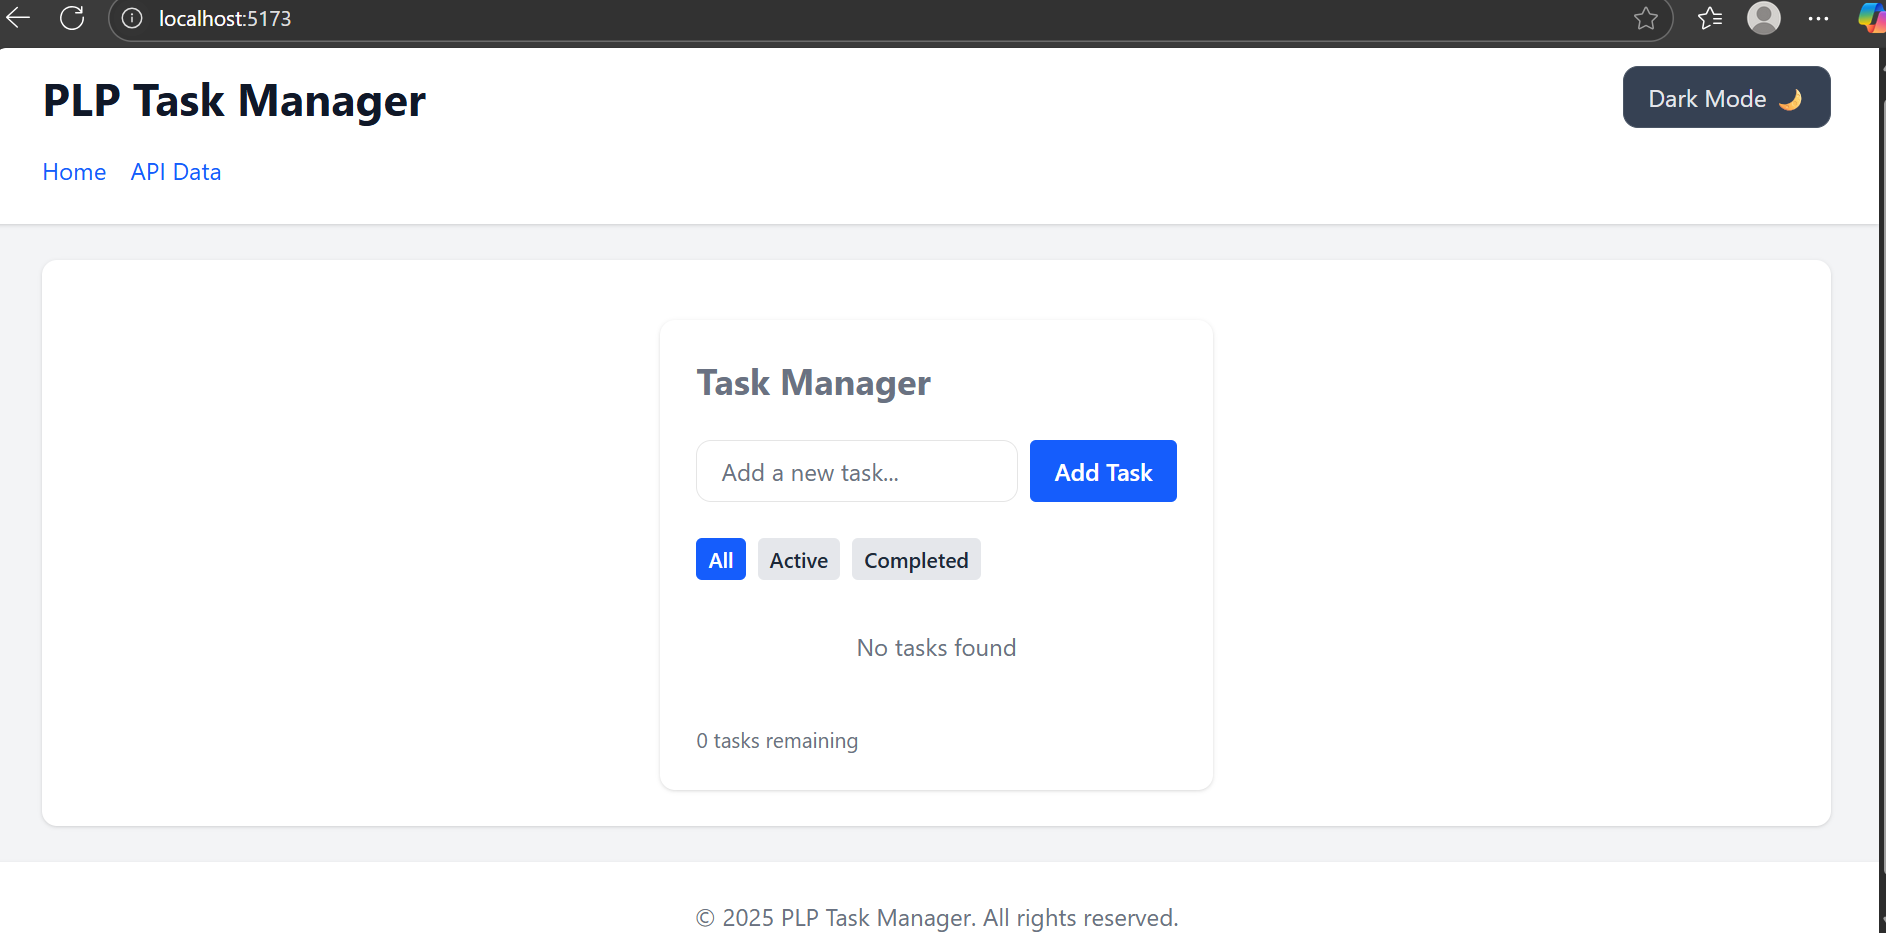 localhost:5173
PLP Task Manager
Dark Mode 🌙
Home API Data
Task Manager
Add a new task...
Add Task
All Active Completed
No tasks found
0 tasks remaining
© 2025 PLP Task Manager. All rights reserved.